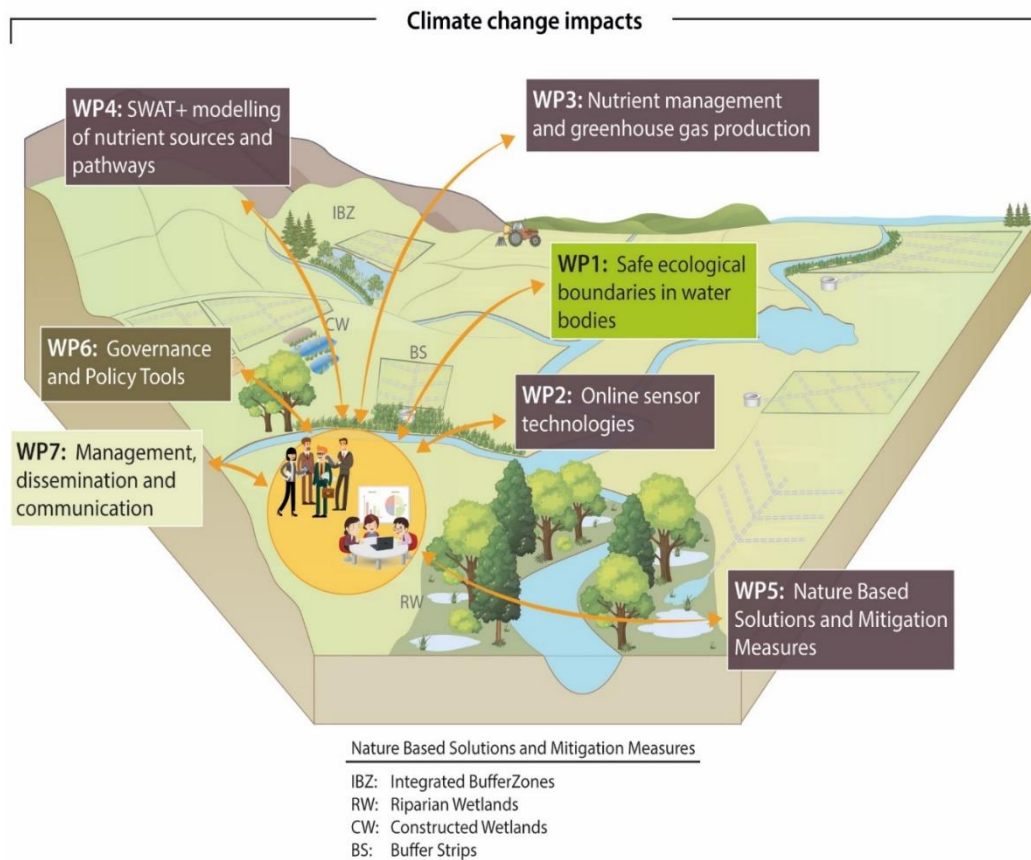 Climate change impacts
WP4: SWAT+ modelling
of nutrient sources and
pathways
WP3: Nutrient management
and greenhouse gas production
IBZ
WP1: Safe ecological
boundaries in water
bodies
CW
WP6: Governance
and Policy Tools
BS
WP2: Online sensor
technologies
WP7: Management,
dissemination and
communication
RW
WP5: Nature Based
Solutions and Mitigation
Measures
Nature Based Solutions and Mitigation Measures
IBZ: Integrated BufferZones
RW: Riparian Wetlands
CW: Constructed Wetlands
BS: Buffer Strips